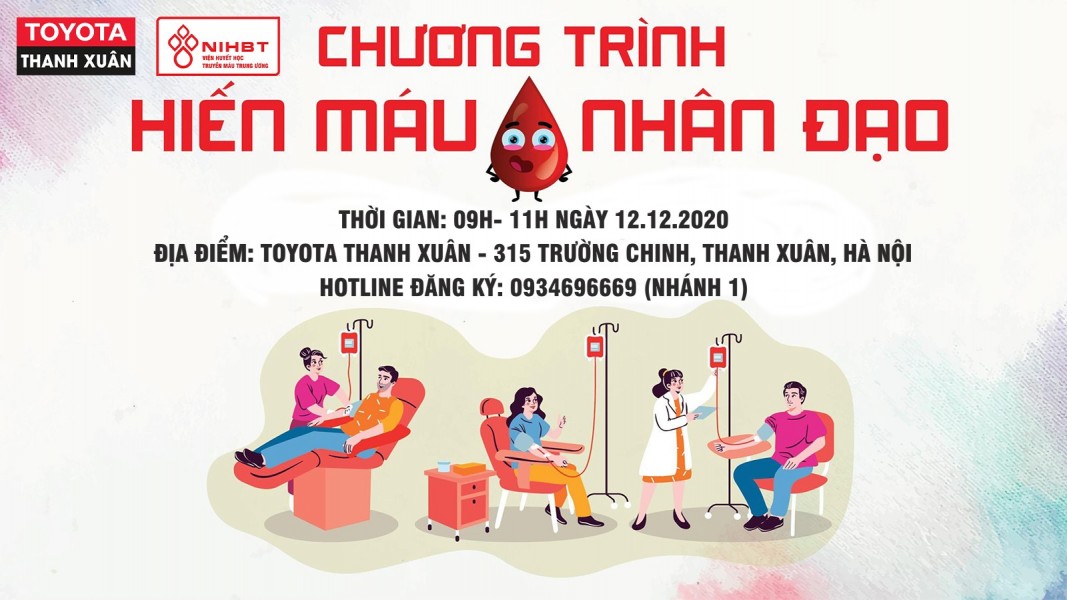 TOYOTA
THANH XUÂN
NIHBT
VIỆN HUYẾT HỌC
TRUYỀN MÁU TRUNG ƯƠNG
CHƯƠNG TRÌNH
HIẾN MÁU NHÂN ĐẠO
THỜI GIAN: 09H- 11H NGÀY 12.12.2020
ĐỊA ĐIỂM: TOYOTA THANH XUÂN - 315 TRƯỜNG CHINH, THANH XUÂN, HÀ NỘI
HOTLINE ĐĂNG KÝ: 0934696669 (NHÁNH 1)